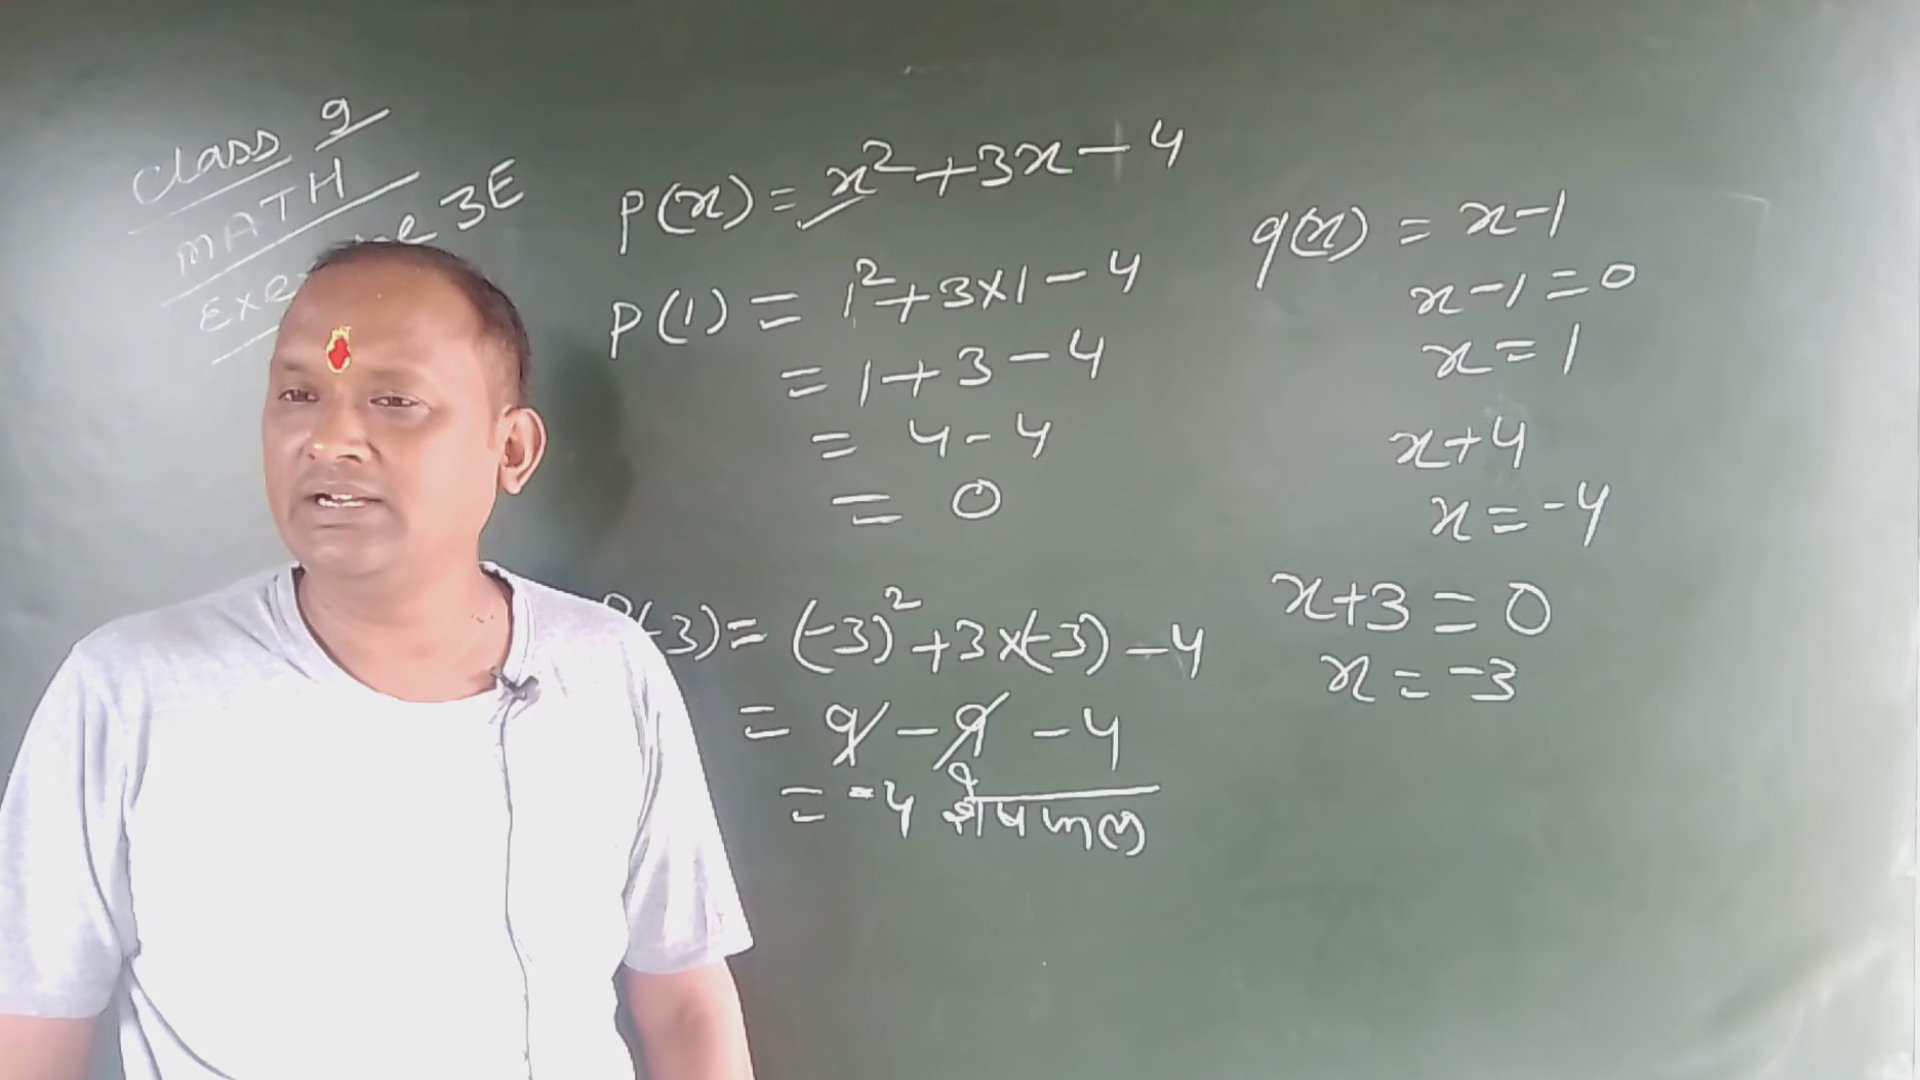 Class 9
MATH
Exe e 3E
p(x) = x² + 3x - 4
p(1) = 1² + 3×1 - 4
= 1 + 3 - 4
= 4 - 4
= 0
(-3) = (-3)² + 3×(-3) - 4
= 9 - 9 - 4
= -4 शेषफल
q(x) = x - 1
x - 1 = 0
x = 1
x + 4
x = -4
x + 3 = 0
x = -3